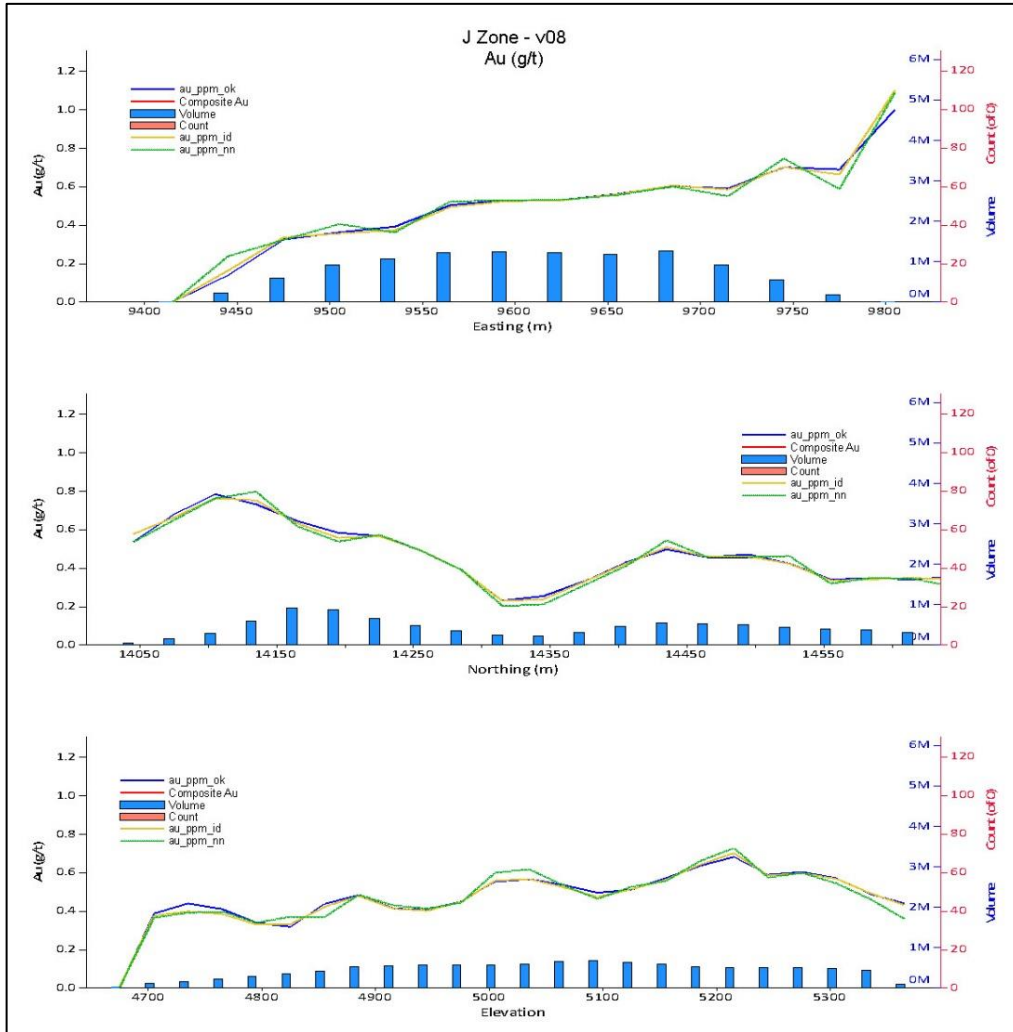 J Zone - v08
Au (g/t)
1.2
1.0
0.8
0.6
0.4
0.2
0.0
Au(g/t)
au_ppm_ok
Composite Au
Volume
Count
au_ppm_id
au_ppm_nn
6M
5M
4M
3M
2M
1M
0M
Volume
120
100
80
60
40
20
0
Count (of 0)
9400 9450 9500 9550 9600 9650 9700 9750 9800
Easting (m)
1.2
1.0
0.8
0.6
0.4
0.2
0.0
Au(g/t)
au_ppm_ok
Composite Au
Volume
Count
au_ppm_id
au_ppm_nn
6M
5M
4M
3M
2M
1M
0M
Volume
120
100
80
60
40
20
0
Count (of 0)
14050 14150 14250 14350 14450 14550
Northing (m)
1.2
1.0
0.8
0.6
0.4
0.2
0.0
Au(g/t)
au_ppm_ok
Composite Au
Volume
Count
au_ppm_id
au_ppm_nn
6M
5M
4M
3M
2M
1M
0M
Volume
120
100
80
60
40
20
0
Count (of 0)
4700 4800 4900 5000 5100 5200 5300
Elevation